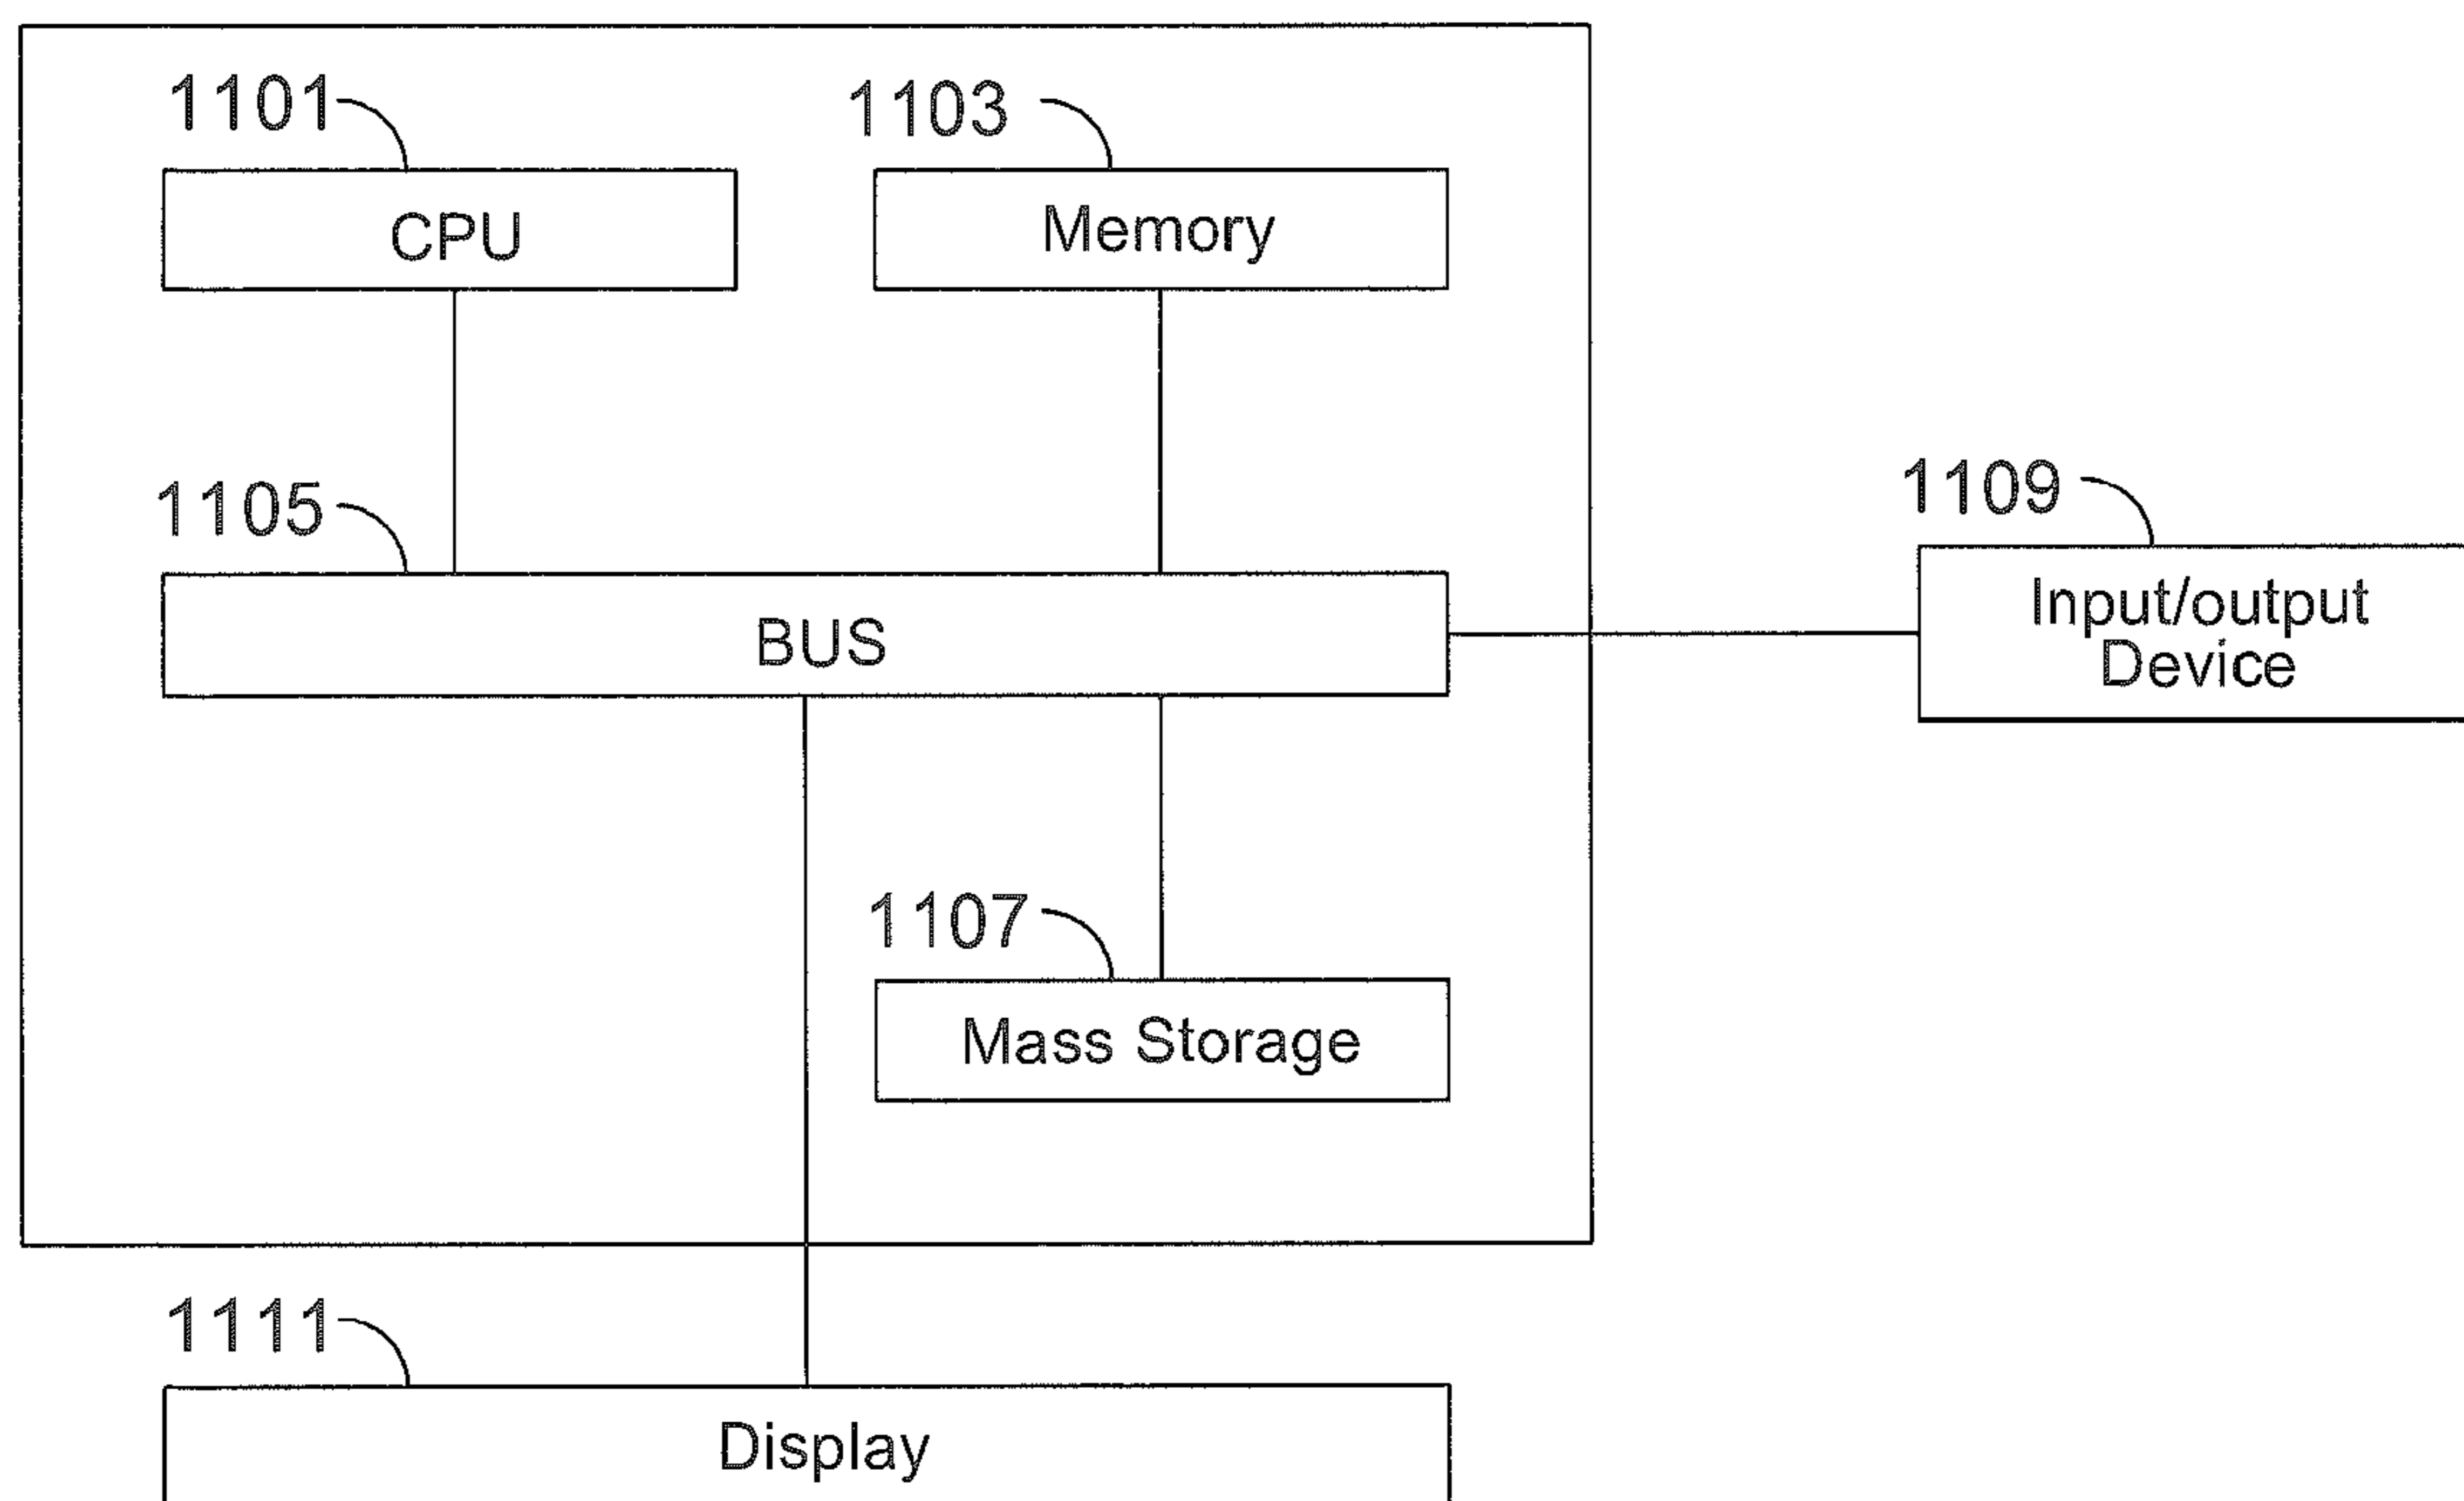 1101
1103
CPU
Memory
1105
1109
BUS
Input/output
Device
1107
Mass Storage
1111
Display